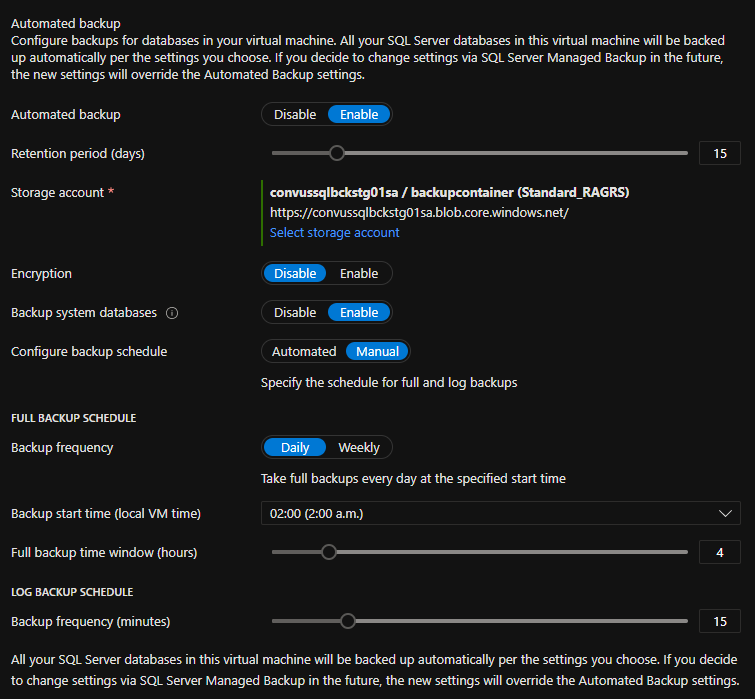 Automated backup
Configure backups for databases in your virtual machine. All your SQL Server databases in this virtual machine will be backed
up automatically per the settings you choose. If you decide to change settings via SQL Server Managed Backup in the future,
the new settings will override the Automated Backup settings.
Automated backup Disable Enable
Retention period (days) 15
Storage account * convussqlbckstg01sa / backupcontainer (Standard_RAGRS)
https://convussqlbckstg01sa.blob.core.windows.net/
Select storage account
Encryption Disable Enable
Backup system databases Disable Enable
Configure backup schedule Automated Manual
Specify the schedule for full and log backups
FULL BACKUP SCHEDULE
Backup frequency Daily Weekly
Take full backups every day at the specified start time
Backup start time (local VM time) 02:00 (2:00 a.m.)
Full backup time window (hours) 4
LOG BACKUP SCHEDULE
Backup frequency (minutes) 15
All your SQL Server databases in this virtual machine will be backed up automatically per the settings you choose. If you decide
to change settings via SQL Server Managed Backup in the future, the new settings will override the Automated Backup settings.